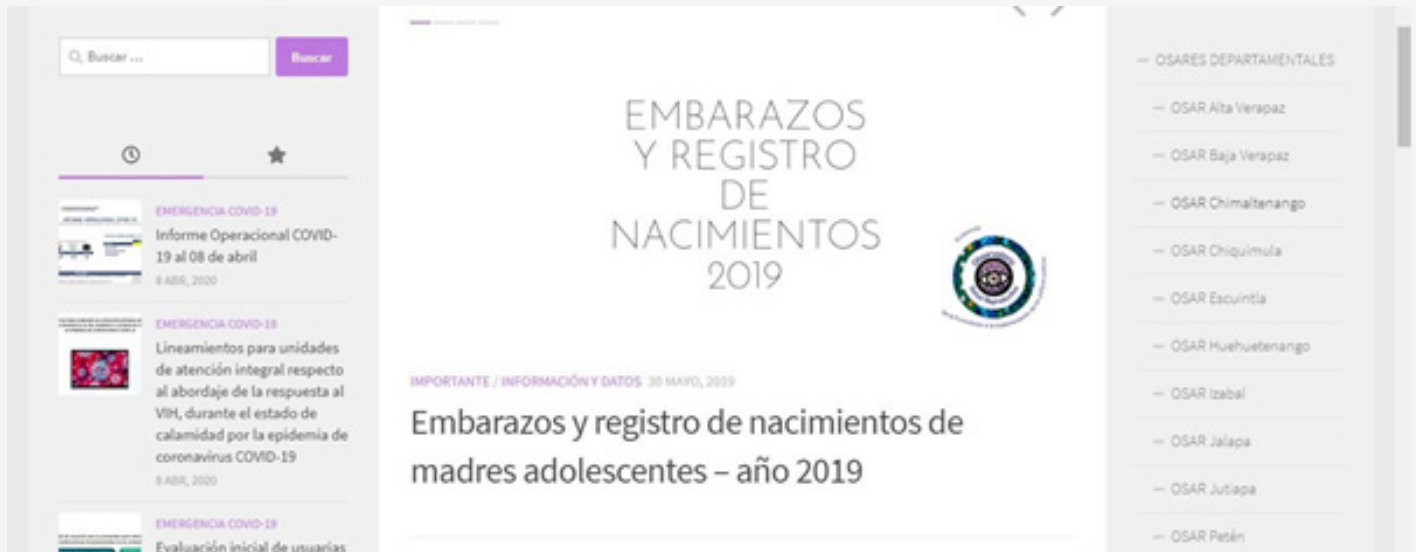 Buscar ...
Buscar
EMERGENCIA COVID-19
Informe Operacional COVID-
19 al 08 de abril
8 ABR, 2020
EMERGENCIA COVID-19
Lineamientos para unidades
de atención integral respecto
al abordaje de la respuesta al
VIH, durante el estado de
calamidad por la epidemia de
coronavirus COVID-19
8 ABR, 2020
EMERGENCIA COVID-19
Evaluación inicial de usuarias
EMBARAZOS
Y REGISTRO
DE
NACIMIENTOS
2019
IMPORTANTE / INFORMACIÓN Y DATOS 30 MAYO, 2019
Embarazos y registro de nacimientos de
madres adolescentes – año 2019
— OSARES DEPARTAMENTALES
— OSAR Alta Verapaz
— OSAR Baja Verapaz
— OSAR Chimaltenango
— OSAR Chiquimula
— OSAR Escuintla
— OSAR Huehuetenango
— OSAR Izabal
— OSAR Jalapa
— OSAR Jutiapa
— OSAR Petén